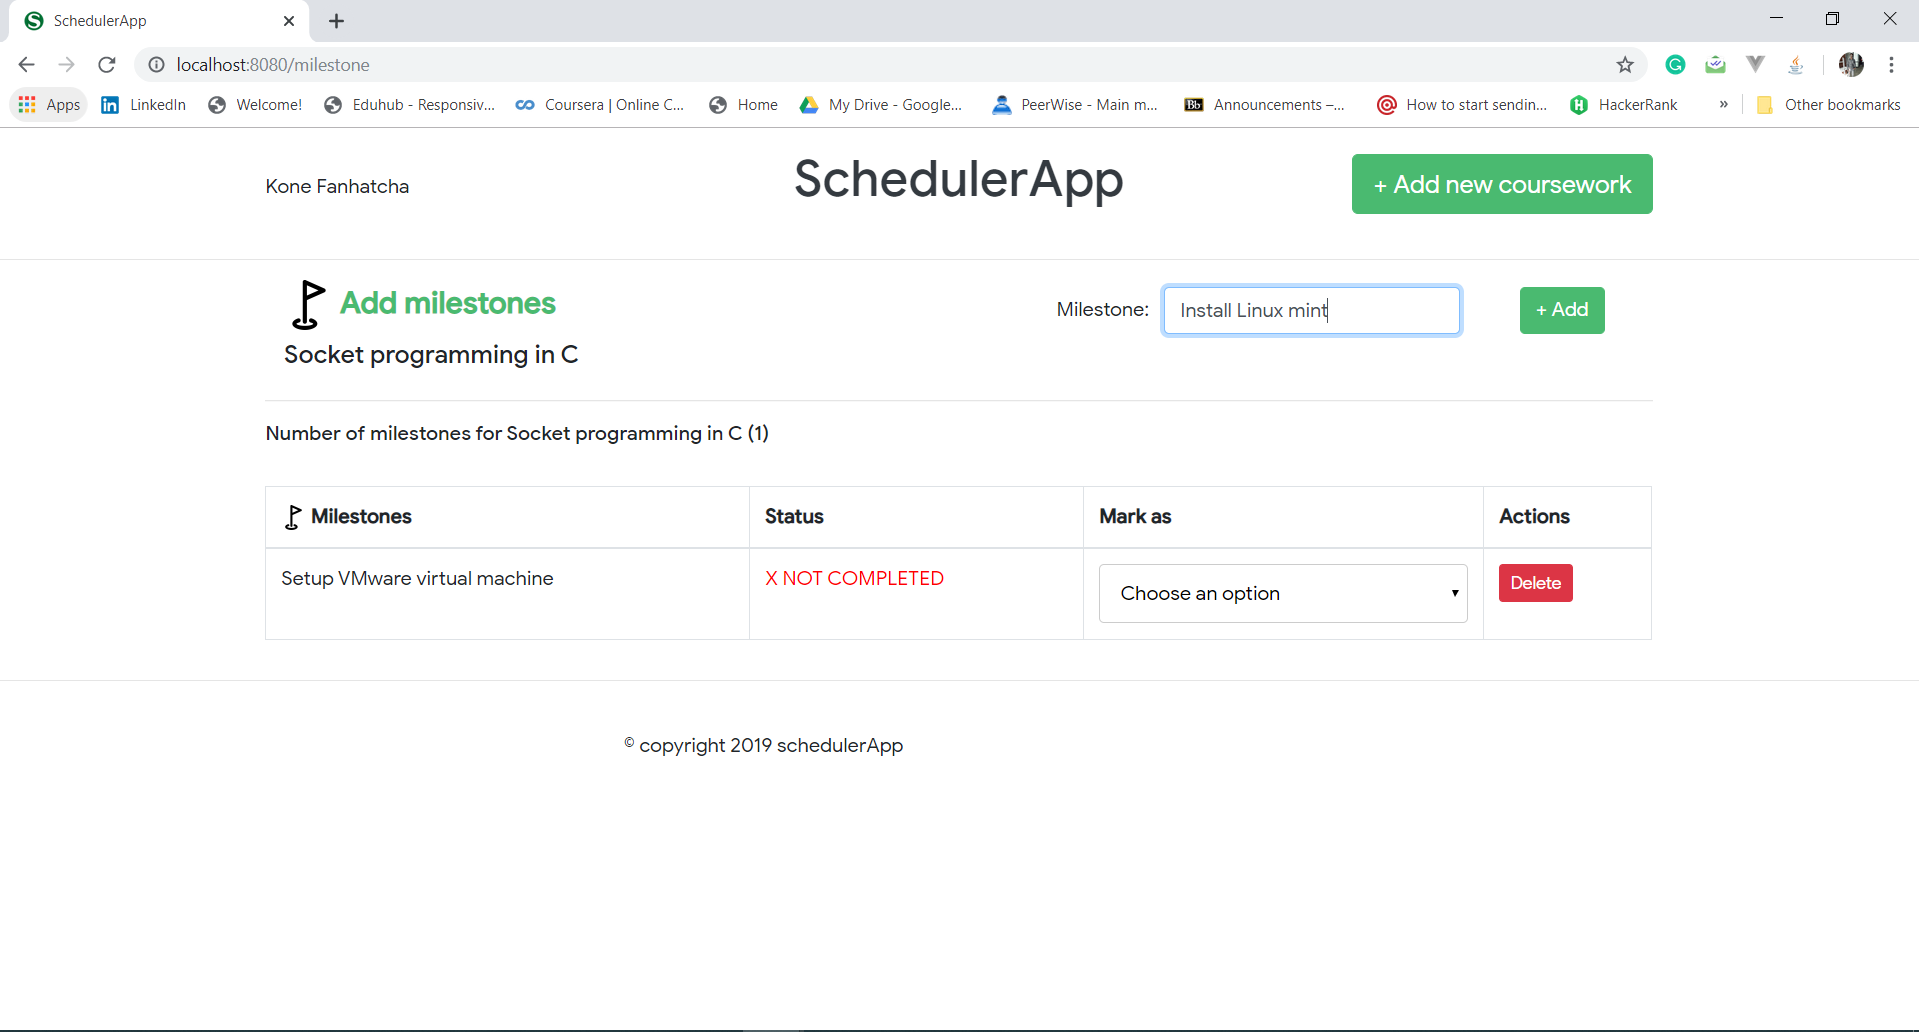 SchedulerApp
localhost:8080/milestone
Apps LinkedIn Welcome! Eduhub - Responsiv... Coursera | Online C... Home My Drive - Google... PeerWise - Main m... Bb Announcements –... How to start sendin... HackerRank » Other bookmarks
Kone Fanhatcha SchedulerApp + Add new coursework
Add milestones Milestone: Install Linux mint + Add
Socket programming in C
Number of milestones for Socket programming in C (1)
Milestones Status Mark as Actions
Setup VMware virtual machine X NOT COMPLETED Choose an option Delete
© copyright 2019 schedulerApp